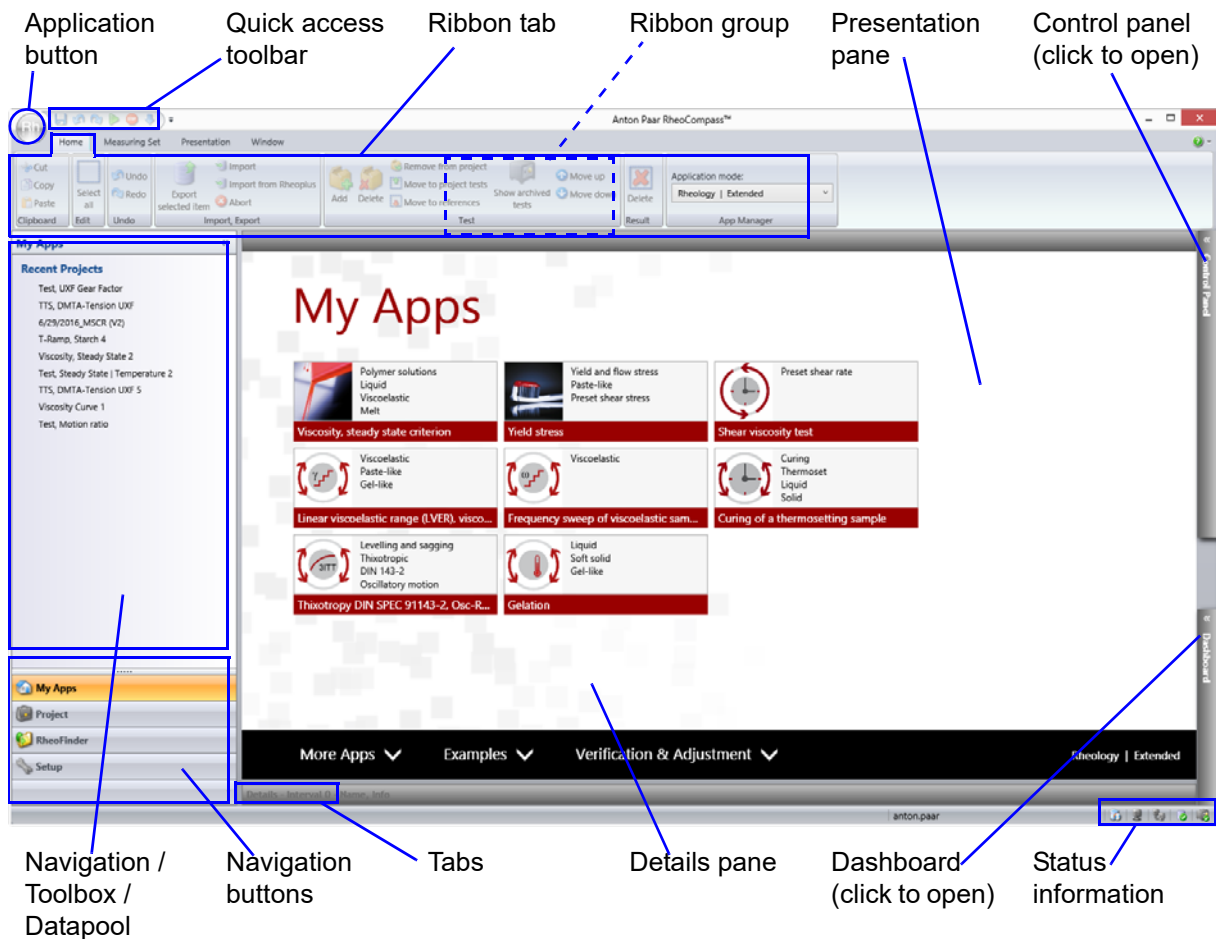 Application button
Quick access toolbar
Ribbon tab
Ribbon group
Presentation pane
Control panel (click to open)
Anton Paar RheoCompass™
Home
Measuring Set
Presentation
Window
Cut
Copy
Paste
Clipboard
Select all
Edit
Undo
Redo
Undo
Export selected item
Import
Import from Rheoplus
Abort
Import, Export
Add
Delete
Remove from project
Move to project tests
Move to references
Show archived tests
Move up
Move down
Test
Delete
Result
Application mode:
Rheology | Extended
App Manager
My Apps
Recent Projects
Test, UXF Gear Factor
TTS, DMTA-Tension UXF
6/29/2016_MSCR (V2)
T-Ramp, Starch 4
Viscosity, Steady State 2
Test, Steady State | Temperature 2
TTS, DMTA-Tension UXF 5
Viscosity Curve 1
Test, Motion ratio
My Apps
Project
RheoFinder
Setup
My Apps
Polymer solutions
Liquid
Viscoelastic
Melt
Viscosity, steady state criterion
Yield and flow stress
Paste-like
Preset shear stress
Yield stress
Preset shear rate
Shear viscosity test
Viscoelastic
Paste-like
Gel-like
Linear viscoelastic range (LVER), visco...
Viscoelastic
Frequency sweep of viscoelastic sam...
Curing
Thermoset
Liquid
Solid
Curing of a thermosetting sample
3ITT
Levelling and sagging
Thixotropic
DIN 143-2
Oscillatory motion
Thixotropy DIN SPEC 91143-2, Osc-R...
Liquid
Soft solid
Gel-like
Gelation
Control Panel
Dashboard
More Apps
Examples
Verification & Adjustment
Rheology | Extended
Details - Interval 0 - Name, Info
anton.paar
Navigation / Toolbox / Datapool
Navigation buttons
Tabs
Details pane
Dashboard (click to open)
Status information